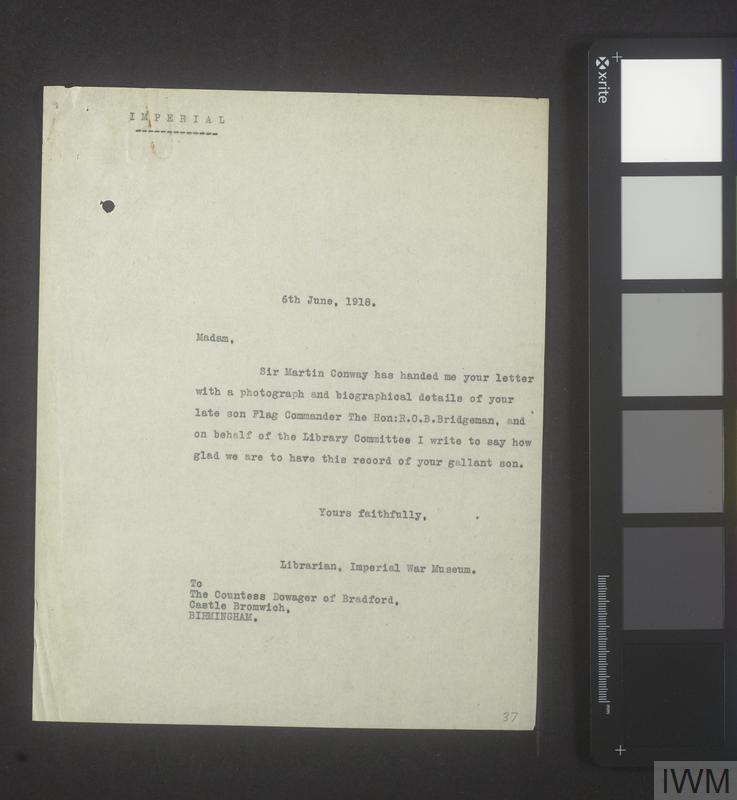 IMPERIAL
6th June, 1918.
Madam,
Sir Martin Conway has handed me your letter
with a photograph and biographical details of your
late son Flag Commander The Hon:R.O.B.Bridgeman, and
on behalf of the Library Committee I write to say how
glad we are to have this record of your gallant son.
Yours faithfully,
Librarian, Imperial War Museum.
To
The Countess Dowager of Bradford,
Castle Bromwich,
BIRMINGHAM.
37
x-rite
mm
IWM